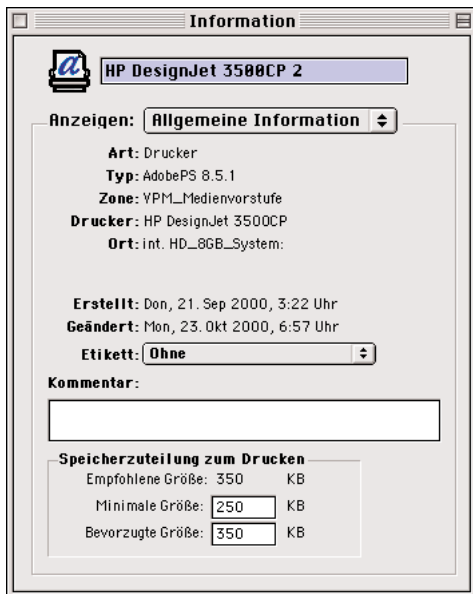 Information
HP DesignJet 3500CP 2
Anzeigen: Allgemeine Information
Art: Drucker
Typ: AdobePS 8.5.1
Zone: VPM_Medienvorstufe
Drucker: HP DesignJet 3500CP
Ort: int. HD_8GB_System:
Erstellt: Don, 21. Sep 2000, 3:22 Uhr
Geändert: Mon, 23. Okt 2000, 6:57 Uhr
Etikett: Ohne
Kommentar:
Speicherzuteilung zum Drucken
Empfohlene Größe: 350 KB
Minimale Größe: 250 KB
Bevorzugte Größe: 350 KB